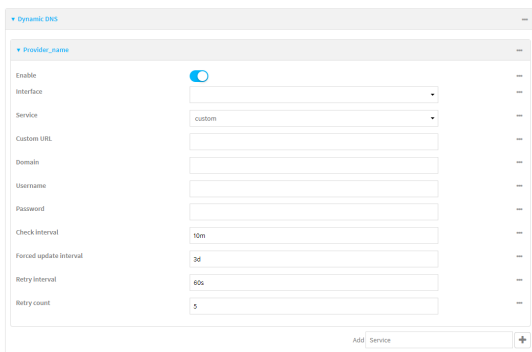 Dynamic DNS
Provider_name
Enable
Interface
Service custom
Custom URL
Domain
Username
Password
Check interval 10m
Forced update interval 3d
Retry interval 60s
Retry count 5
Add Service